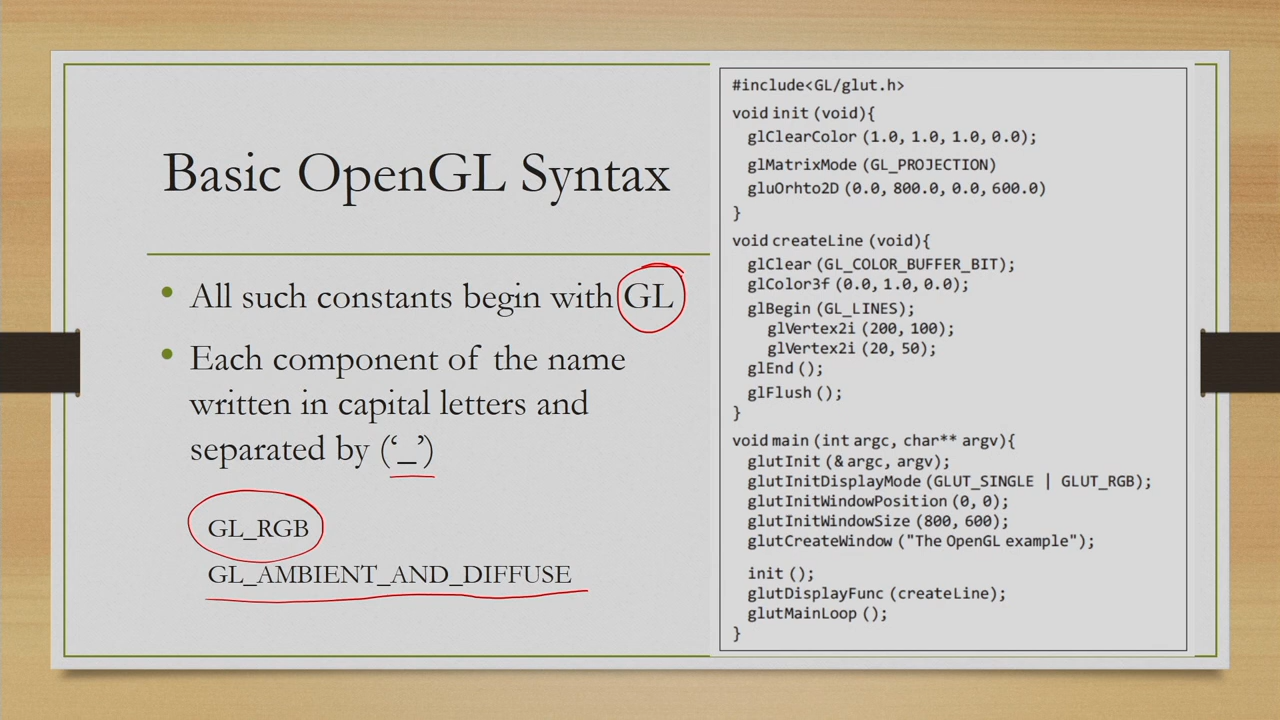 Basic OpenGL Syntax
All such constants begin with GL
Each component of the name
written in capital letters and
separated by (‘_’)
GL_RGB
GL_AMBIENT_AND_DIFFUSE
#include<GL/glut.h>
void init (void){
glClearColor (1.0, 1.0, 1.0, 0.0);
glMatrixMode (GL_PROJECTION)
gluOrhto2D (0.0, 800.0, 0.0, 600.0)
}
void createLine (void){
glClear (GL_COLOR_BUFFER_BIT);
glColor3f (0.0, 1.0, 0.0);
glBegin (GL_LINES);
glVertex2i (200, 100);
glVertex2i (20, 50);
glEnd ();
glFlush ();
}
void main (int argc, char** argv){
glutInit (& argc, argv);
glutInitDisplayMode (GLUT_SINGLE | GLUT_RGB);
glutInitWindowPosition (0, 0);
glutInitWindowSize (800, 600);
glutCreateWindow ("The OpenGL example");
init ();
glutDisplayFunc (createLine);
glutMainLoop ();
}